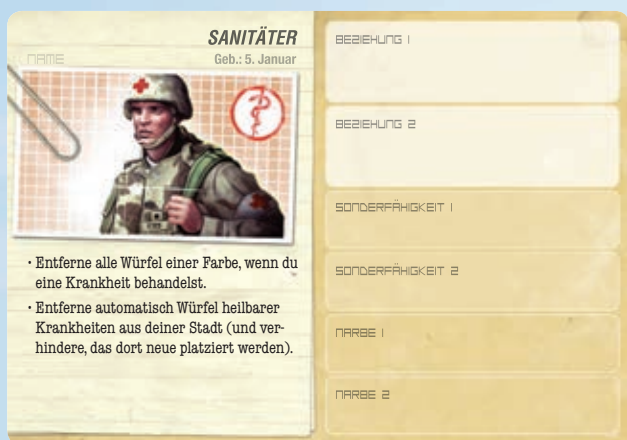 SANITÄTER
NAME
Geb.: 5. Januar
· Entferne alle Würfel einer Farbe, wenn du
eine Krankheit behandelst.
· Entferne automatisch Würfel heilbarer
Krankheiten aus deiner Stadt (und ver-
hindere, das dort neue platziert werden).
BEZIEHUNG 1
BEZIEHUNG 2
SONDERFÄHIGKEIT 1
SONDERFÄHIGKEIT 2
NARBE 1
NARBE 2